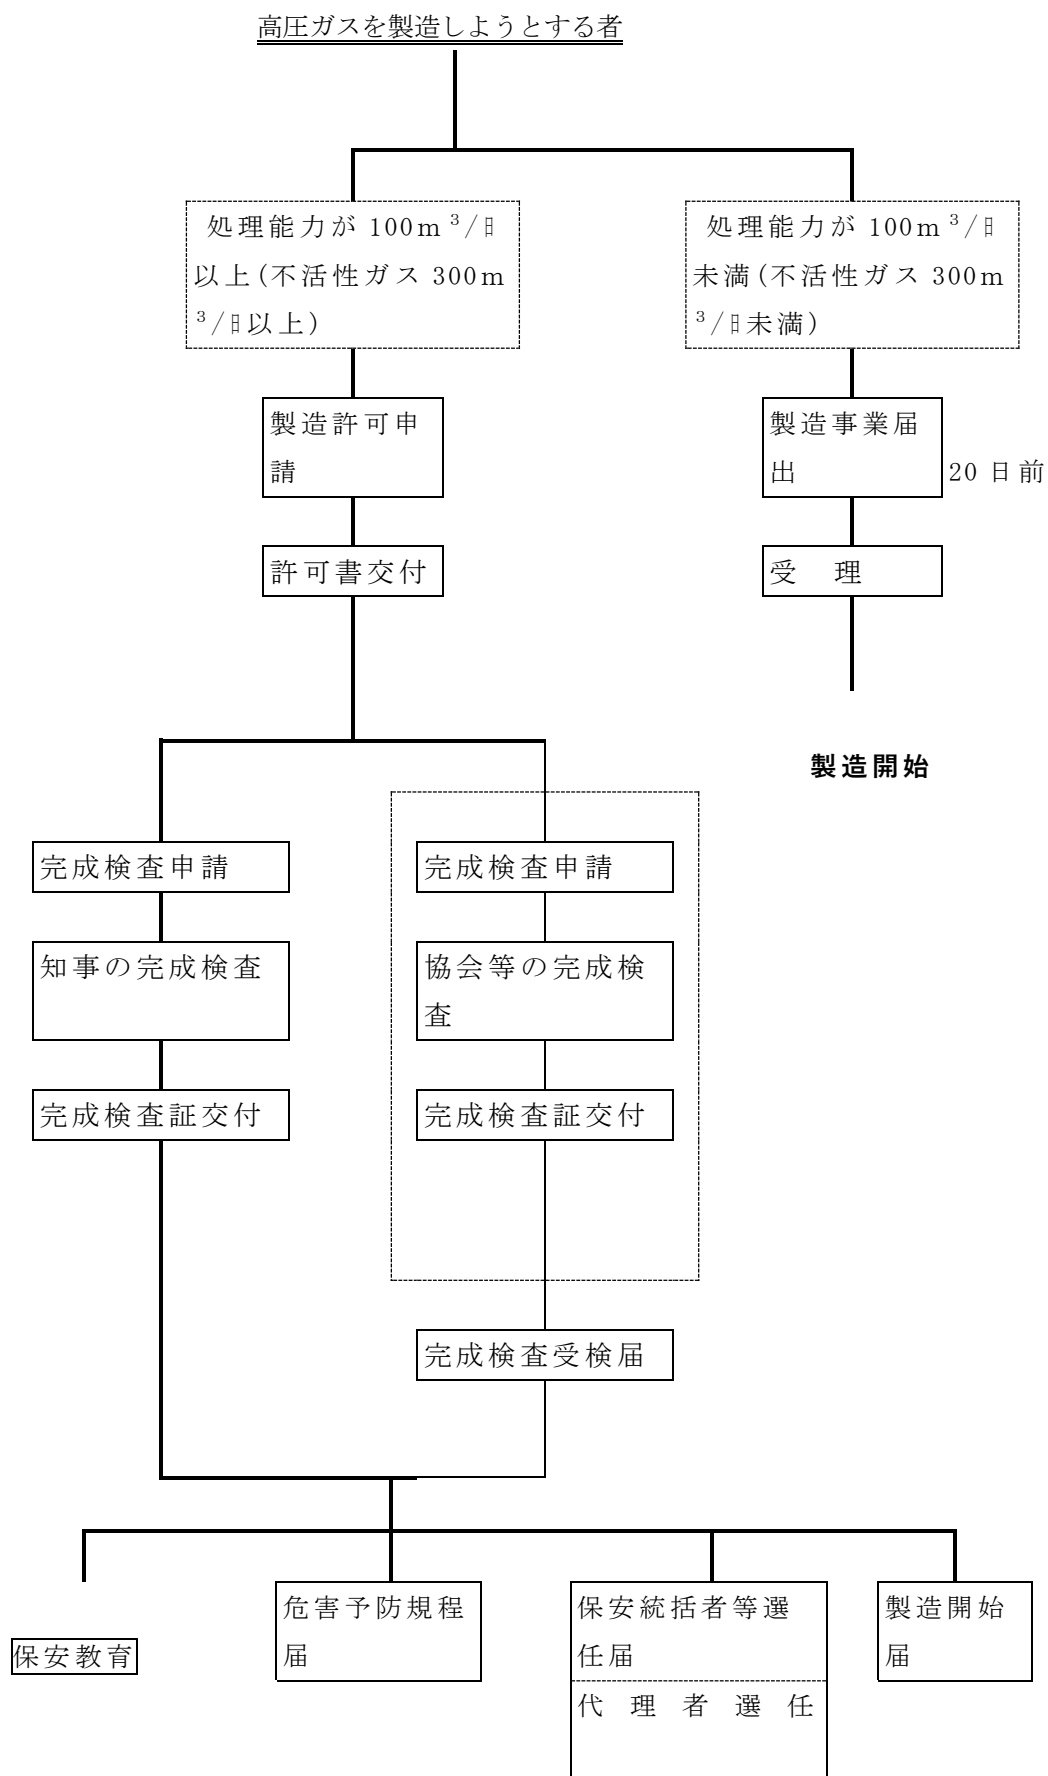 高圧ガスを製造しようとする者
処理能力が 100m³/日
以上(不活性ガス 300m
³/日以上)
処理能力が 100m³/日
未満(不活性ガス 300m
³/日未満)
製造許可申
請
製造事業届
出
20 日前
許可書交付
受 理
製造開始
完成検査申請
完成検査申請
知事の完成検査
協会等の完成検
査
完成検査証交付
完成検査証交付
完成検査受検届
保安教育
危害予防規程
届
保安統括者等選
任届
代 理 者 選 任
製造開始
届